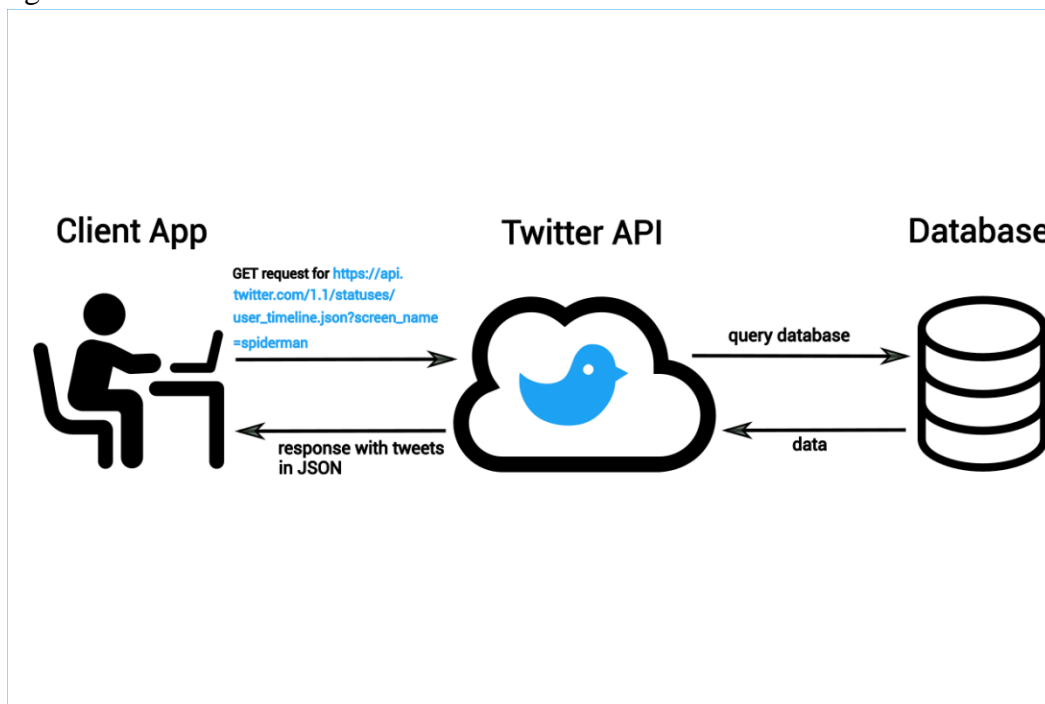 Client App
Twitter API
Database
GET request for https://api.
twitter.com/1.1/statuses/
user_timeline.json?screen_name
=spiderman
query database
response with tweets
in JSON
data